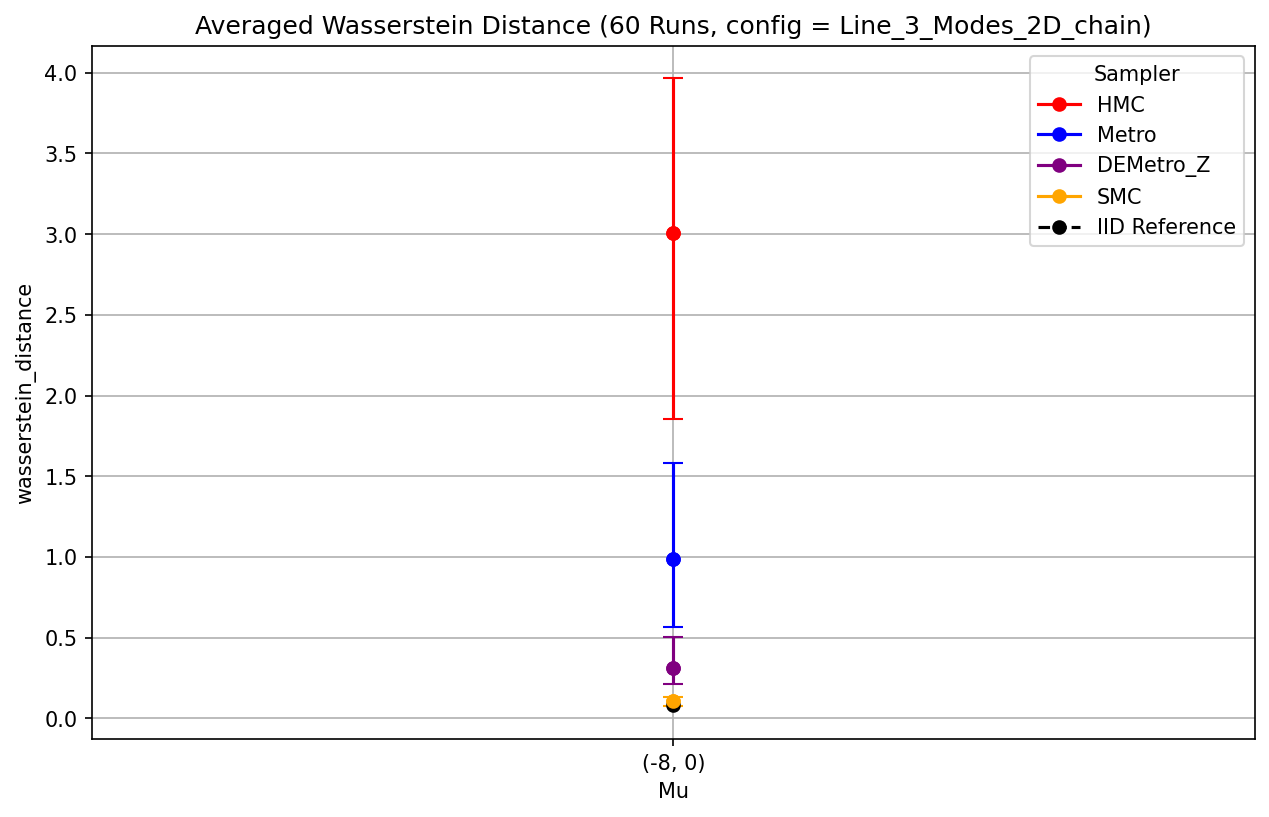 Averaged Wasserstein Distance (60 Runs, config = Line_3_Modes_2D_chain)
4.0
3.5
3.0
2.5
2.0
1.5
1.0
0.5
0.0
wasserstein_distance
(-8, 0)
Mu
Sampler
HMC
Metro
DEMetro_Z
SMC
IID Reference